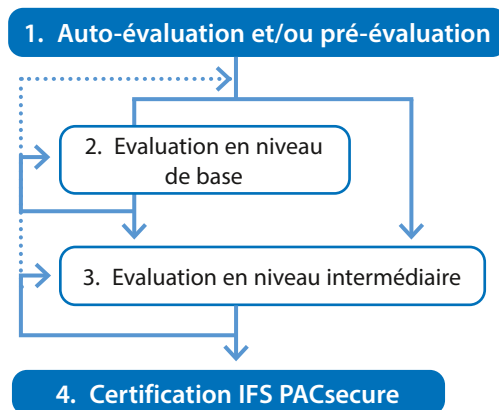 1. Auto-évaluation et/ou pré-évaluation
2. Evaluation en niveau
de base
3. Evaluation en niveau intermédiaire
4. Certification IFS PACsecure